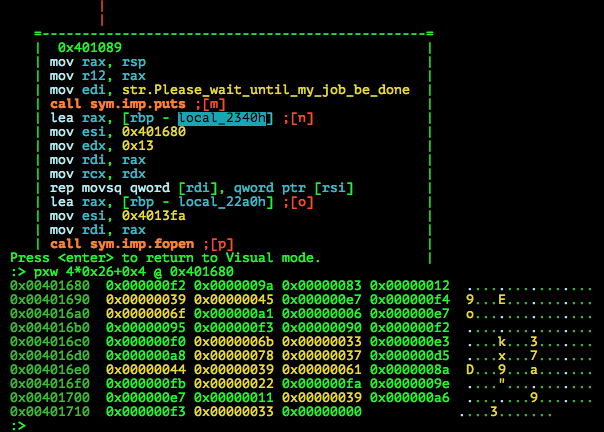 =----------------------------------------------=
| 0x401089 |
| mov rax, rsp |
| mov r12, rax |
| mov edi, str.Please_wait_until_my_job_be_done |
| call sym.imp.puts ;[m] |
| lea rax, [rbp - local_2340h] ;[n] |
| mov esi, 0x401680 |
| mov edx, 0x13 |
| mov rdi, rax |
| mov rcx, rdx |
| rep movsq qword [rdi], qword ptr [rsi] |
| lea rax, [rbp - local_22a0h] ;[o] |
| mov esi, 0x4013fa |
| mov rdi, rax |
| call sym.imp.fopen ;[p] |
Press <enter> to return to Visual mode. |
:> pxw 4*0x26+0x4 @ 0x401680
0x00401680 0x000000f2 0x0000009a 0x00000083 0x00000012 ................
0x00401690 0x00000039 0x00000045 0x000000e7 0x000000f4 9...E...........
0x004016a0 0x0000006f 0x000000a1 0x00000006 0x000000e7 o...............
0x004016b0 0x00000095 0x000000f3 0x00000090 0x000000f2 ................
0x004016c0 0x000000f0 0x0000006b 0x00000033 0x000000e3 ....k...3.......
0x004016d0 0x000000a8 0x00000078 0x00000037 0x000000d5 ....x...7.......
0x004016e0 0x00000044 0x00000039 0x00000061 0x0000008a D...9...a.......
0x004016f0 0x000000fb 0x00000022 0x000000fa 0x0000009e ...."...........
0x00401700 0x000000e7 0x00000011 0x00000039 0x000000a6 ........9.......
0x00401710 0x000000f3 0x00000033 0x00000000 ....3.......
:>